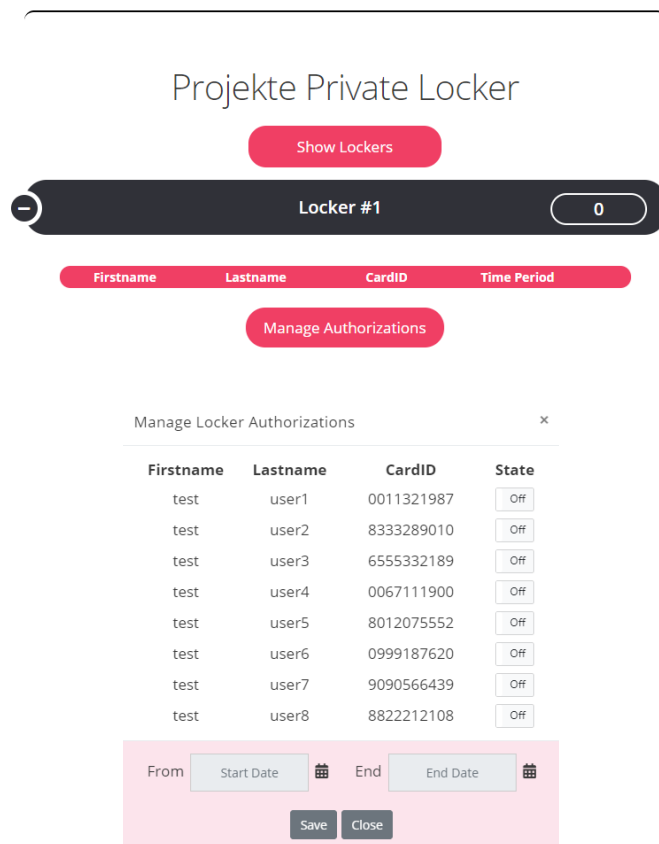 Projekte Private Locker
Show Lockers
Locker #1 0
Firstname Lastname CardID Time Period
Manage Authorizations
Manage Locker Authorizations ×
Firstname Lastname CardID State
test user1 0011321987 Off
test user2 8333289010 Off
test user3 6555332189 Off
test user4 0067111900 Off
test user5 8012075552 Off
test user6 0999187620 Off
test user7 9090566439 Off
test user8 8822212108 Off
From Start Date End End Date
Save Close